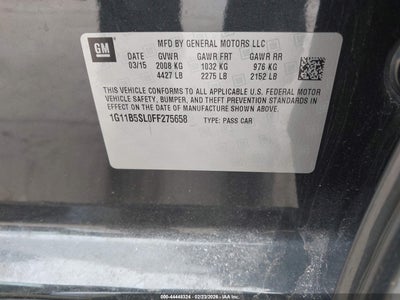 GM
MFD BY GENERAL MOTORS LLC
DATE GVWR GAWR FRT GAWR RR
03/15 2008 KG 1032 KG 976 KG
4427 LB 2275 LB 2152 LB
THIS VEHICLE CONFORMS TO ALL APPLICABLE U.S. FEDERAL MOTOR
VEHICLE SAFETY, BUMPER, AND THEFT PREVENTION STANDARDS
IN EFFECT ON THE DATE OF MANUFACTURE SHOWN ABOVE.
1G11B5SL0FF275658 TYPE: PASS CAR
000-44448324 - 02/23/2026 - IAA Inc.